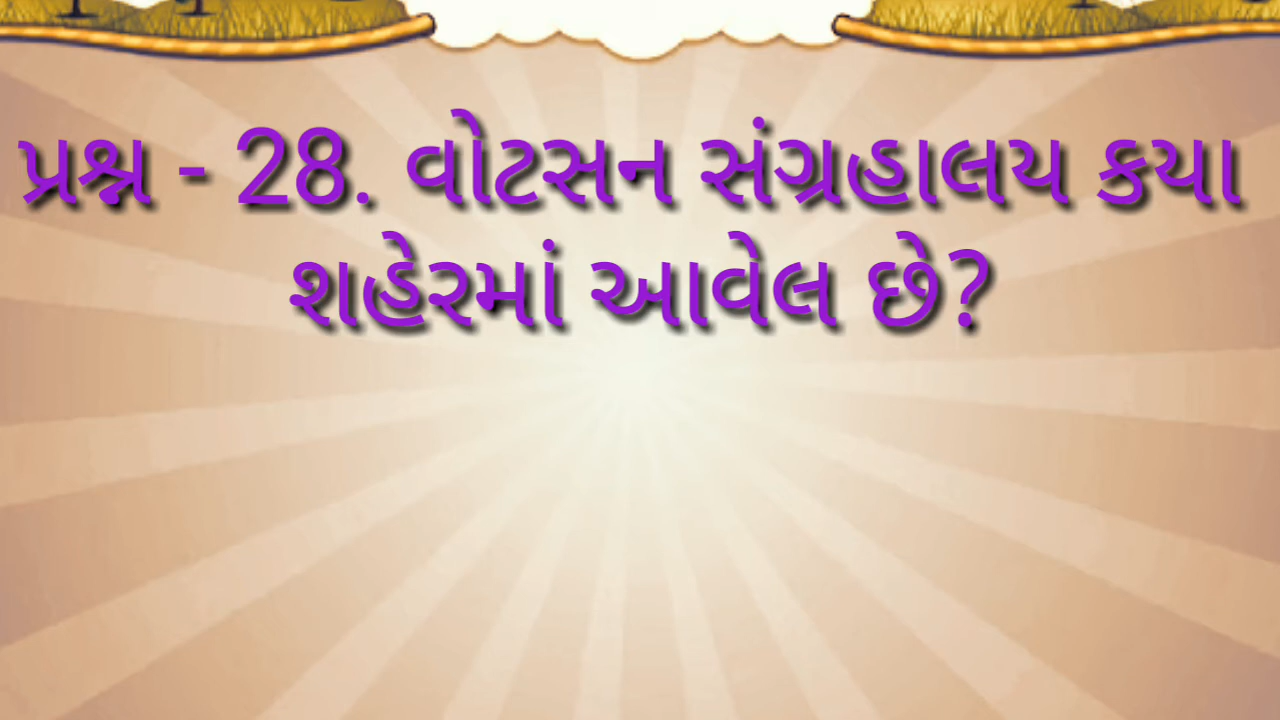 પ્રશ્ન - 28. વોટસન સંગ્રહાલય કયા
શહેરમાં આવેલ છે?